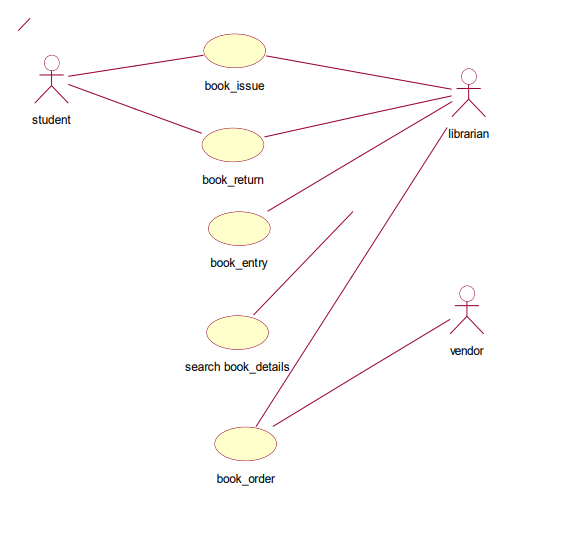 book_issue
student
librarian
book_return
book_entry
vendor
search book_details
book_order